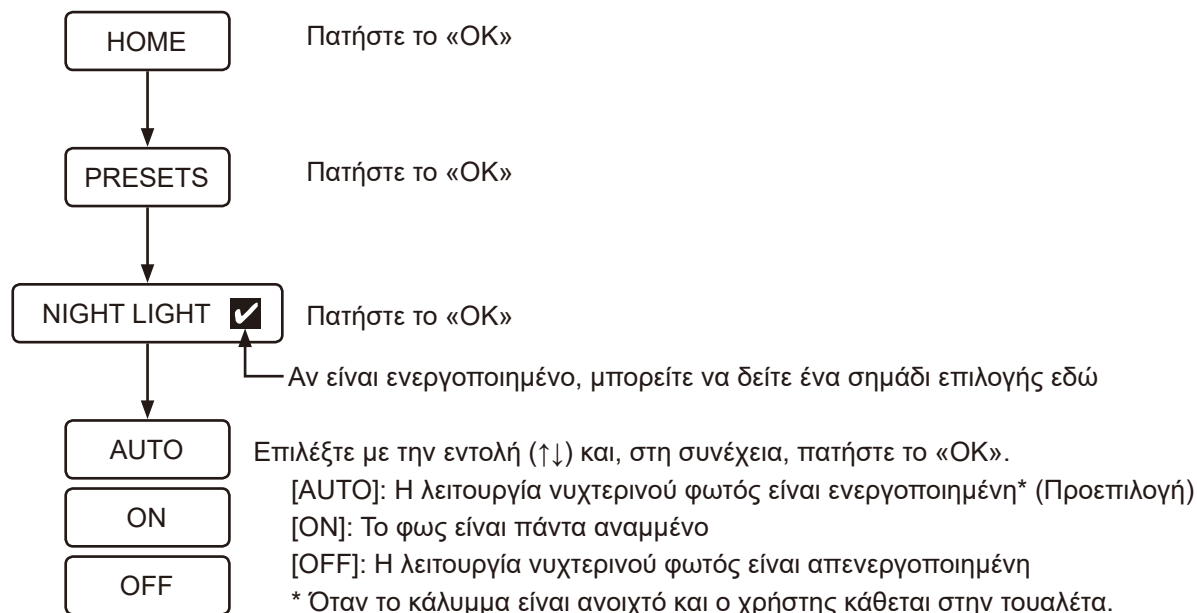 HOME Πατήστε το «OK»
PRESETS Πατήστε το «OK»
NIGHT LIGHT ✔ Πατήστε το «OK»
Αν είναι ενεργοποιημένο, μπορείτε να δείτε ένα σημάδι επιλογής εδώ
AUTO Επιλέξτε με την εντολή (↑↓) και, στη συνέχεια, πατήστε το «OK».
[AUTO]: Η λειτουργία νυχτερινού φωτός είναι ενεργοποιημένη* (Προεπιλογή)
ON
[ON]: Το φως είναι πάντα αναμμένο
[OFF]: Η λειτουργία νυχτερινού φωτός είναι απενεργοποιημένη
OFF
* Όταν το κάλυμμα είναι ανοιχτό και ο χρήστης κάθεται στην τουαλέτα.